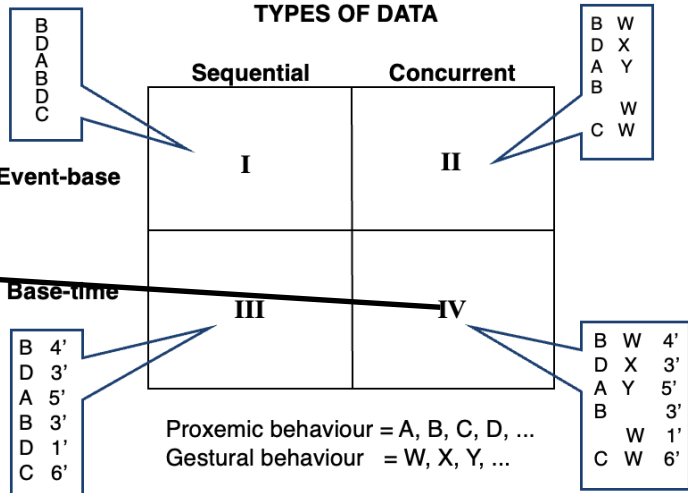 TYPES OF DATA
B
D
A
B
D
C
B W
D X
A Y
B
W
C W
Sequential
Concurrent
Event-base
I
II
Base-time
III
IV
B 4’
D 3’
A 5’
B 3’
D 1’
C 6’
B W 4’
D X 3’
A Y 5’
B 3’
W 1’
C W 6’
Proxemic behaviour = A, B, C, D, ...
Gestural behaviour = W, X, Y, ...